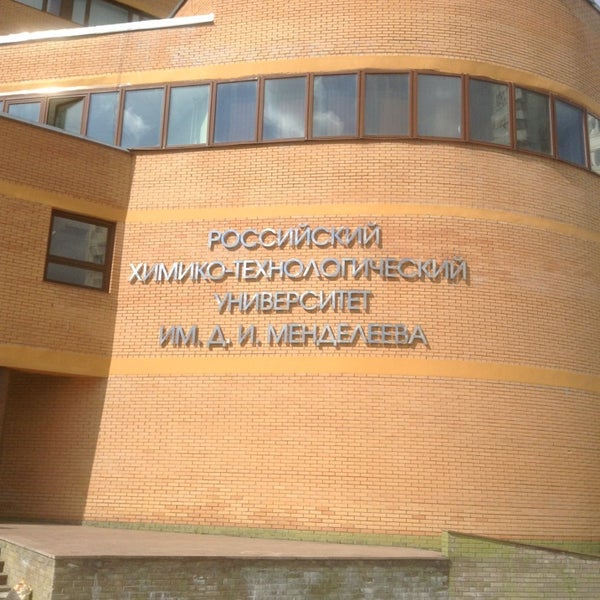 РОССИЙСКИЙ
ХИМИКО-ТЕХНОЛОГИЧЕСКИЙ
УНИВЕРСИТЕТ
ИМ. Д. И. МЕНДЕЛЕЕВА